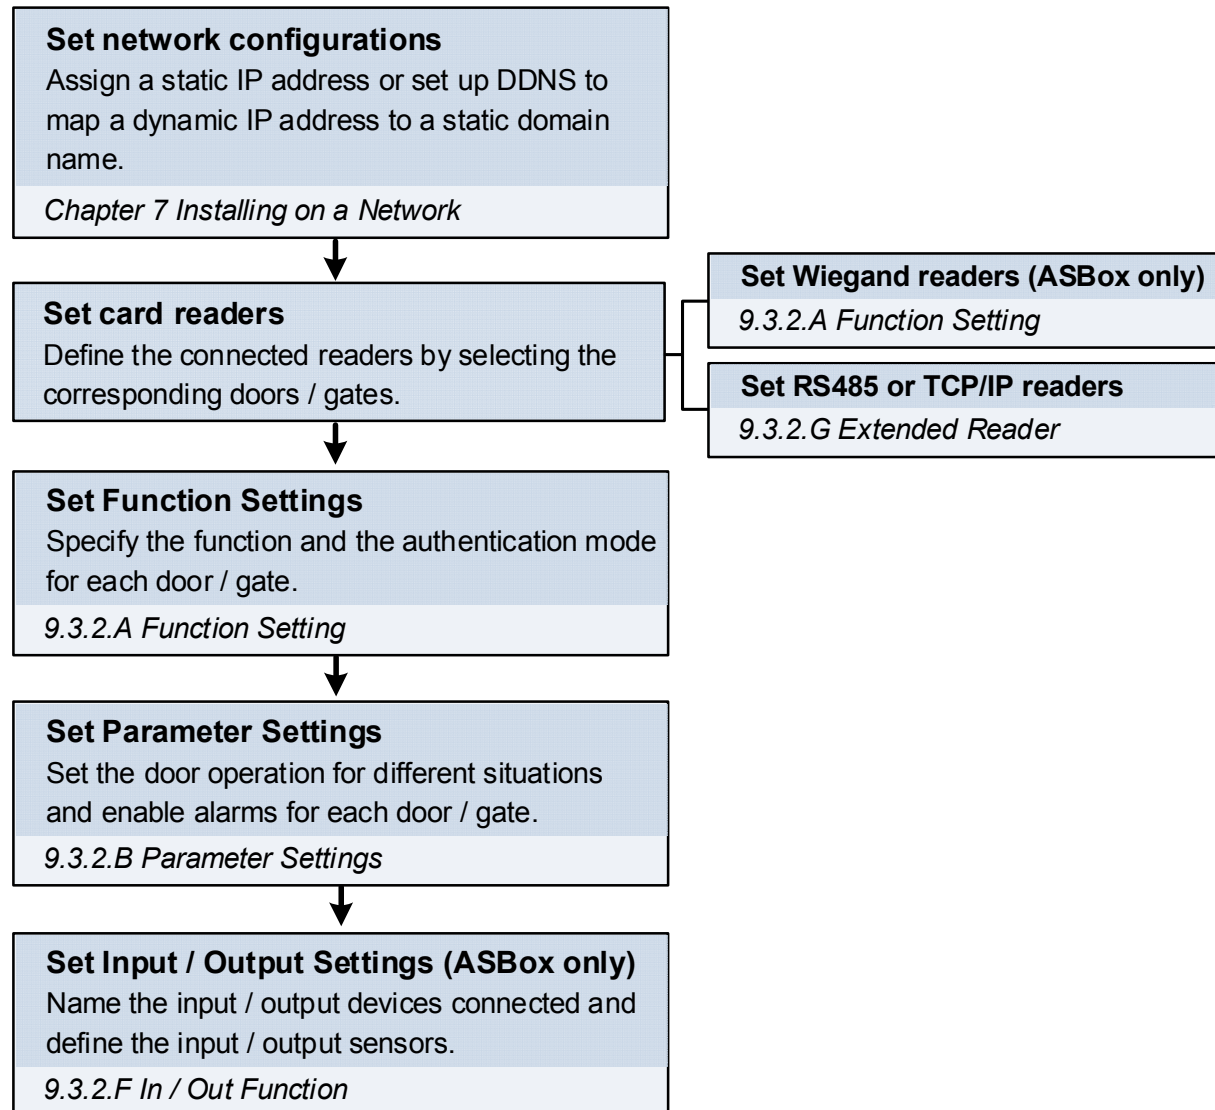 Set network configurations
Assign a static IP address or set up DDNS to
map a dynamic IP address to a static domain
name.
Chapter 7 Installing on a Network
Set card readers
Define the connected readers by selecting the
corresponding doors / gates.
Set Wiegand readers (ASBox only)
9.3.2.A Function Setting
Set RS485 or TCP/IP readers
9.3.2.G Extended Reader
Set Function Settings
Specify the function and the authentication mode
for each door / gate.
9.3.2.A Function Setting
Set Parameter Settings
Set the door operation for different situations
and enable alarms for each door / gate.
9.3.2.B Parameter Settings
Set Input / Output Settings (ASBox only)
Name the input / output devices connected and
define the input / output sensors.
9.3.2.F In / Out Function